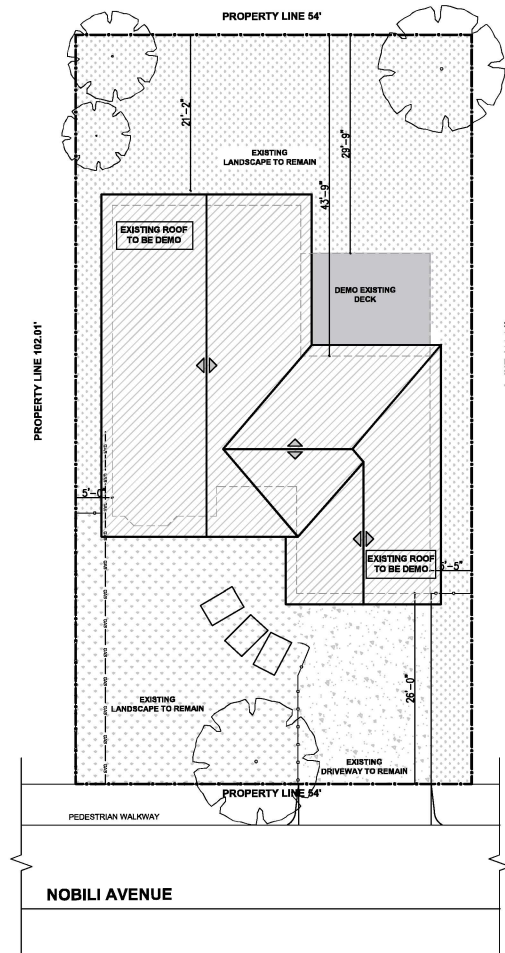 PROPERTY LINE 54'
21'-2"
29'-9"
EXISTING
LANDSCAPE TO REMAIN
43'-9"
EXISTING ROOF
TO BE DEMO
DEMO EXISTING
DECK
PROPERTY LINE 102.01'
5'-0"
EXISTING ROOF
TO BE DEMO
'-5"
26'-0"
EXISTING
LANDSCAPE TO REMAIN
EXISTING
DRIVEWAY TO REMAIN
PROPERTY LINE 54'
PEDESTRIAN WALKWAY
NOBILI AVENUE